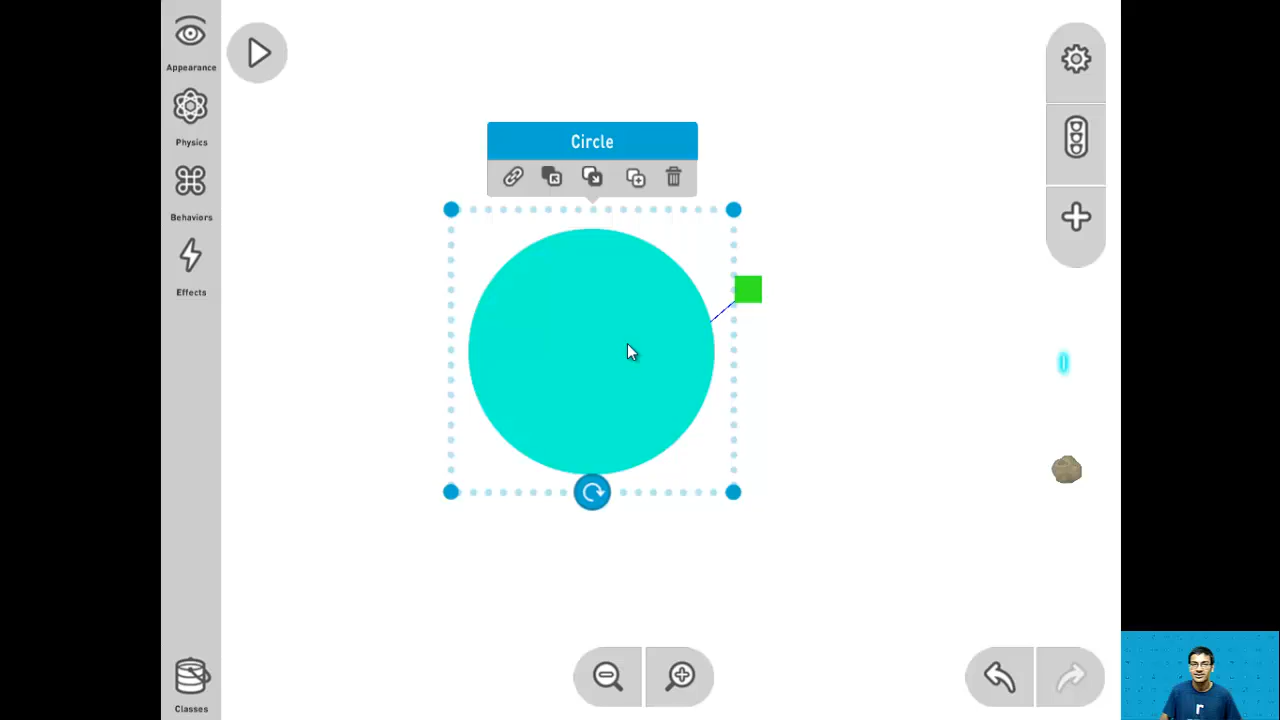 Appearance
Physics
Behaviors
Effects
Classes
Circle
r